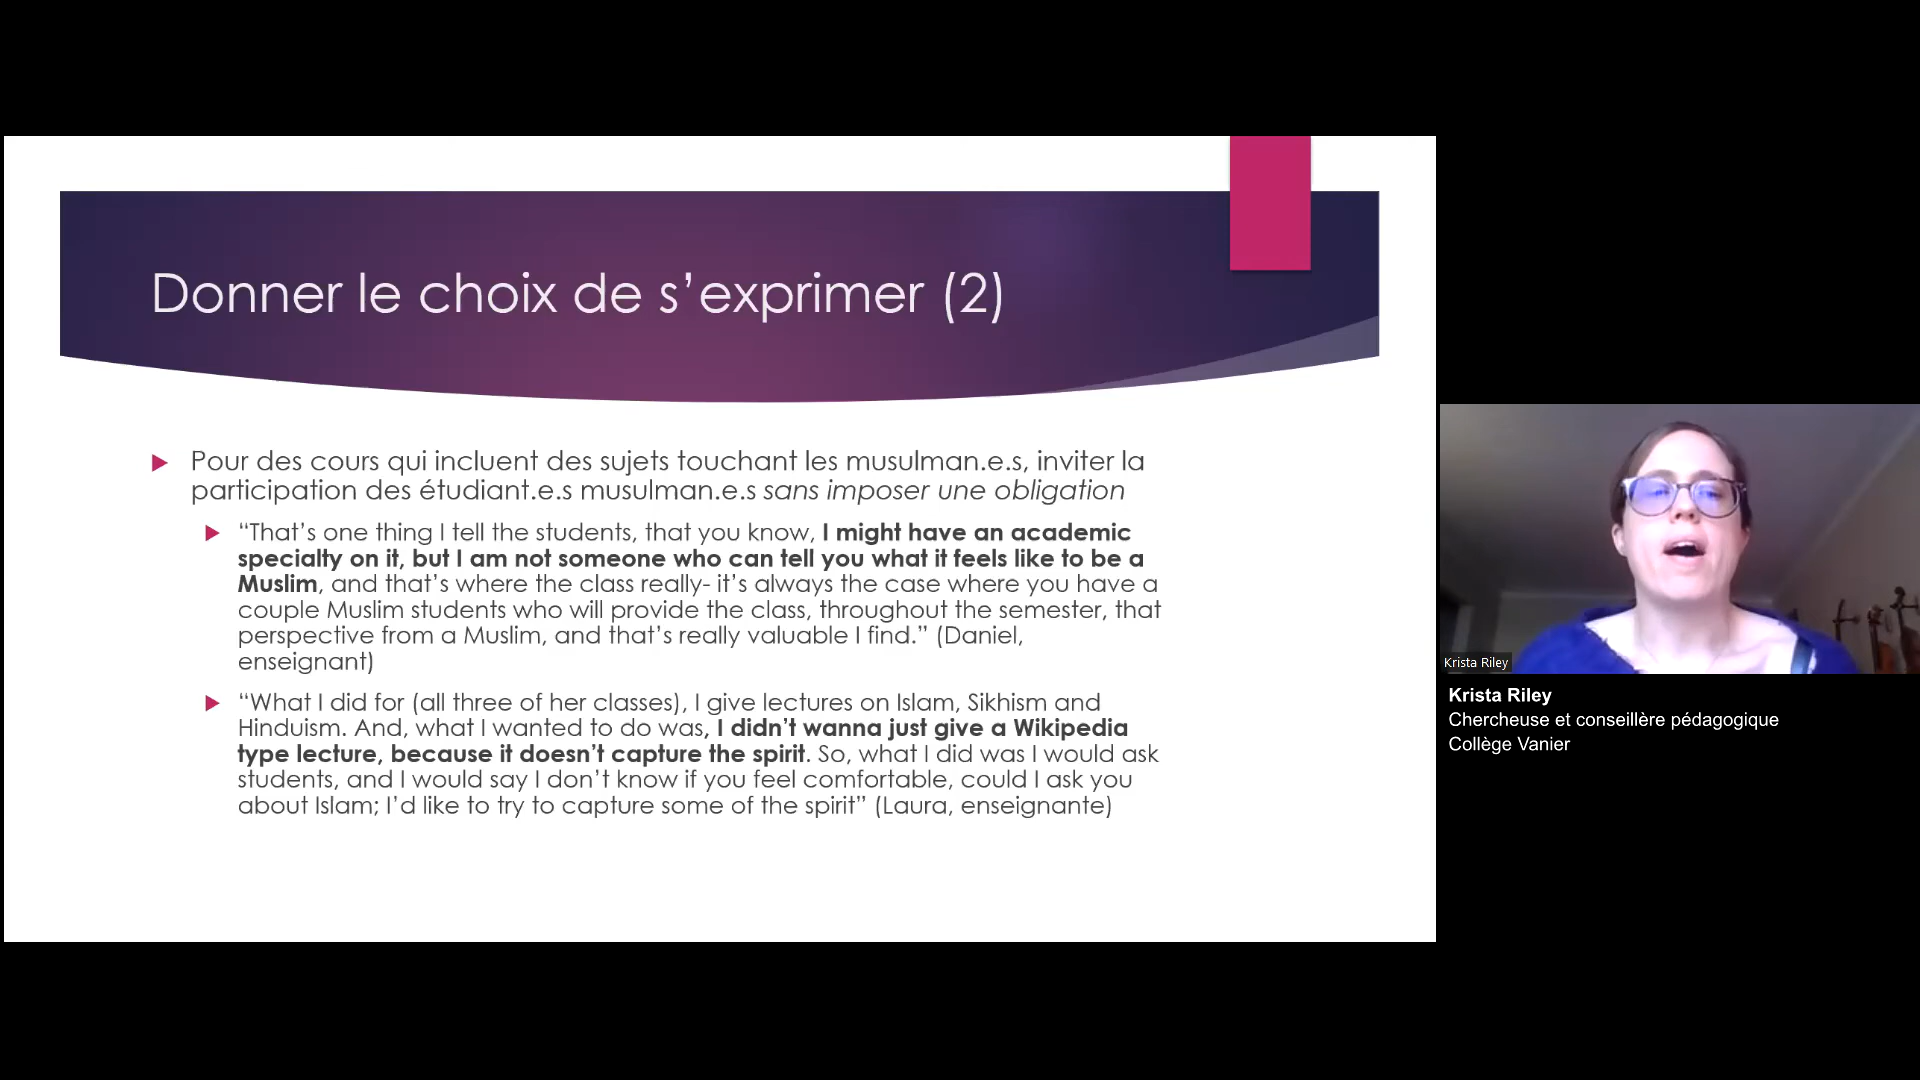 Donner le choix de s’exprimer (2)
Pour des cours qui incluent des sujets touchant les musulman.e.s, inviter la
participation des étudiant.e.s musulman.e.s sans imposer une obligation
“That’s one thing I tell the students, that you know, I might have an academic
specialty on it, but I am not someone who can tell you what it feels like to be a
Muslim, and that’s where the class really- it’s always the case where you have a
couple Muslim students who will provide the class, throughout the semester, that
perspective from a Muslim, and that’s really valuable I find.” (Daniel,
enseignant)
“What I did for (all three of her classes), I give lectures on Islam, Sikhism and
Hinduism. And, what I wanted to do was, I didn’t wanna just give a Wikipedia
type lecture, because it doesn’t capture the spirit. So, what I did was I would ask
students, and I would say I don’t know if you feel comfortable, could I ask you
about Islam; I’d like to try to capture some of the spirit” (Laura, enseignante)
Krista Riley
Krista Riley
Chercheuse et conseillère pédagogique
Collège Vanier